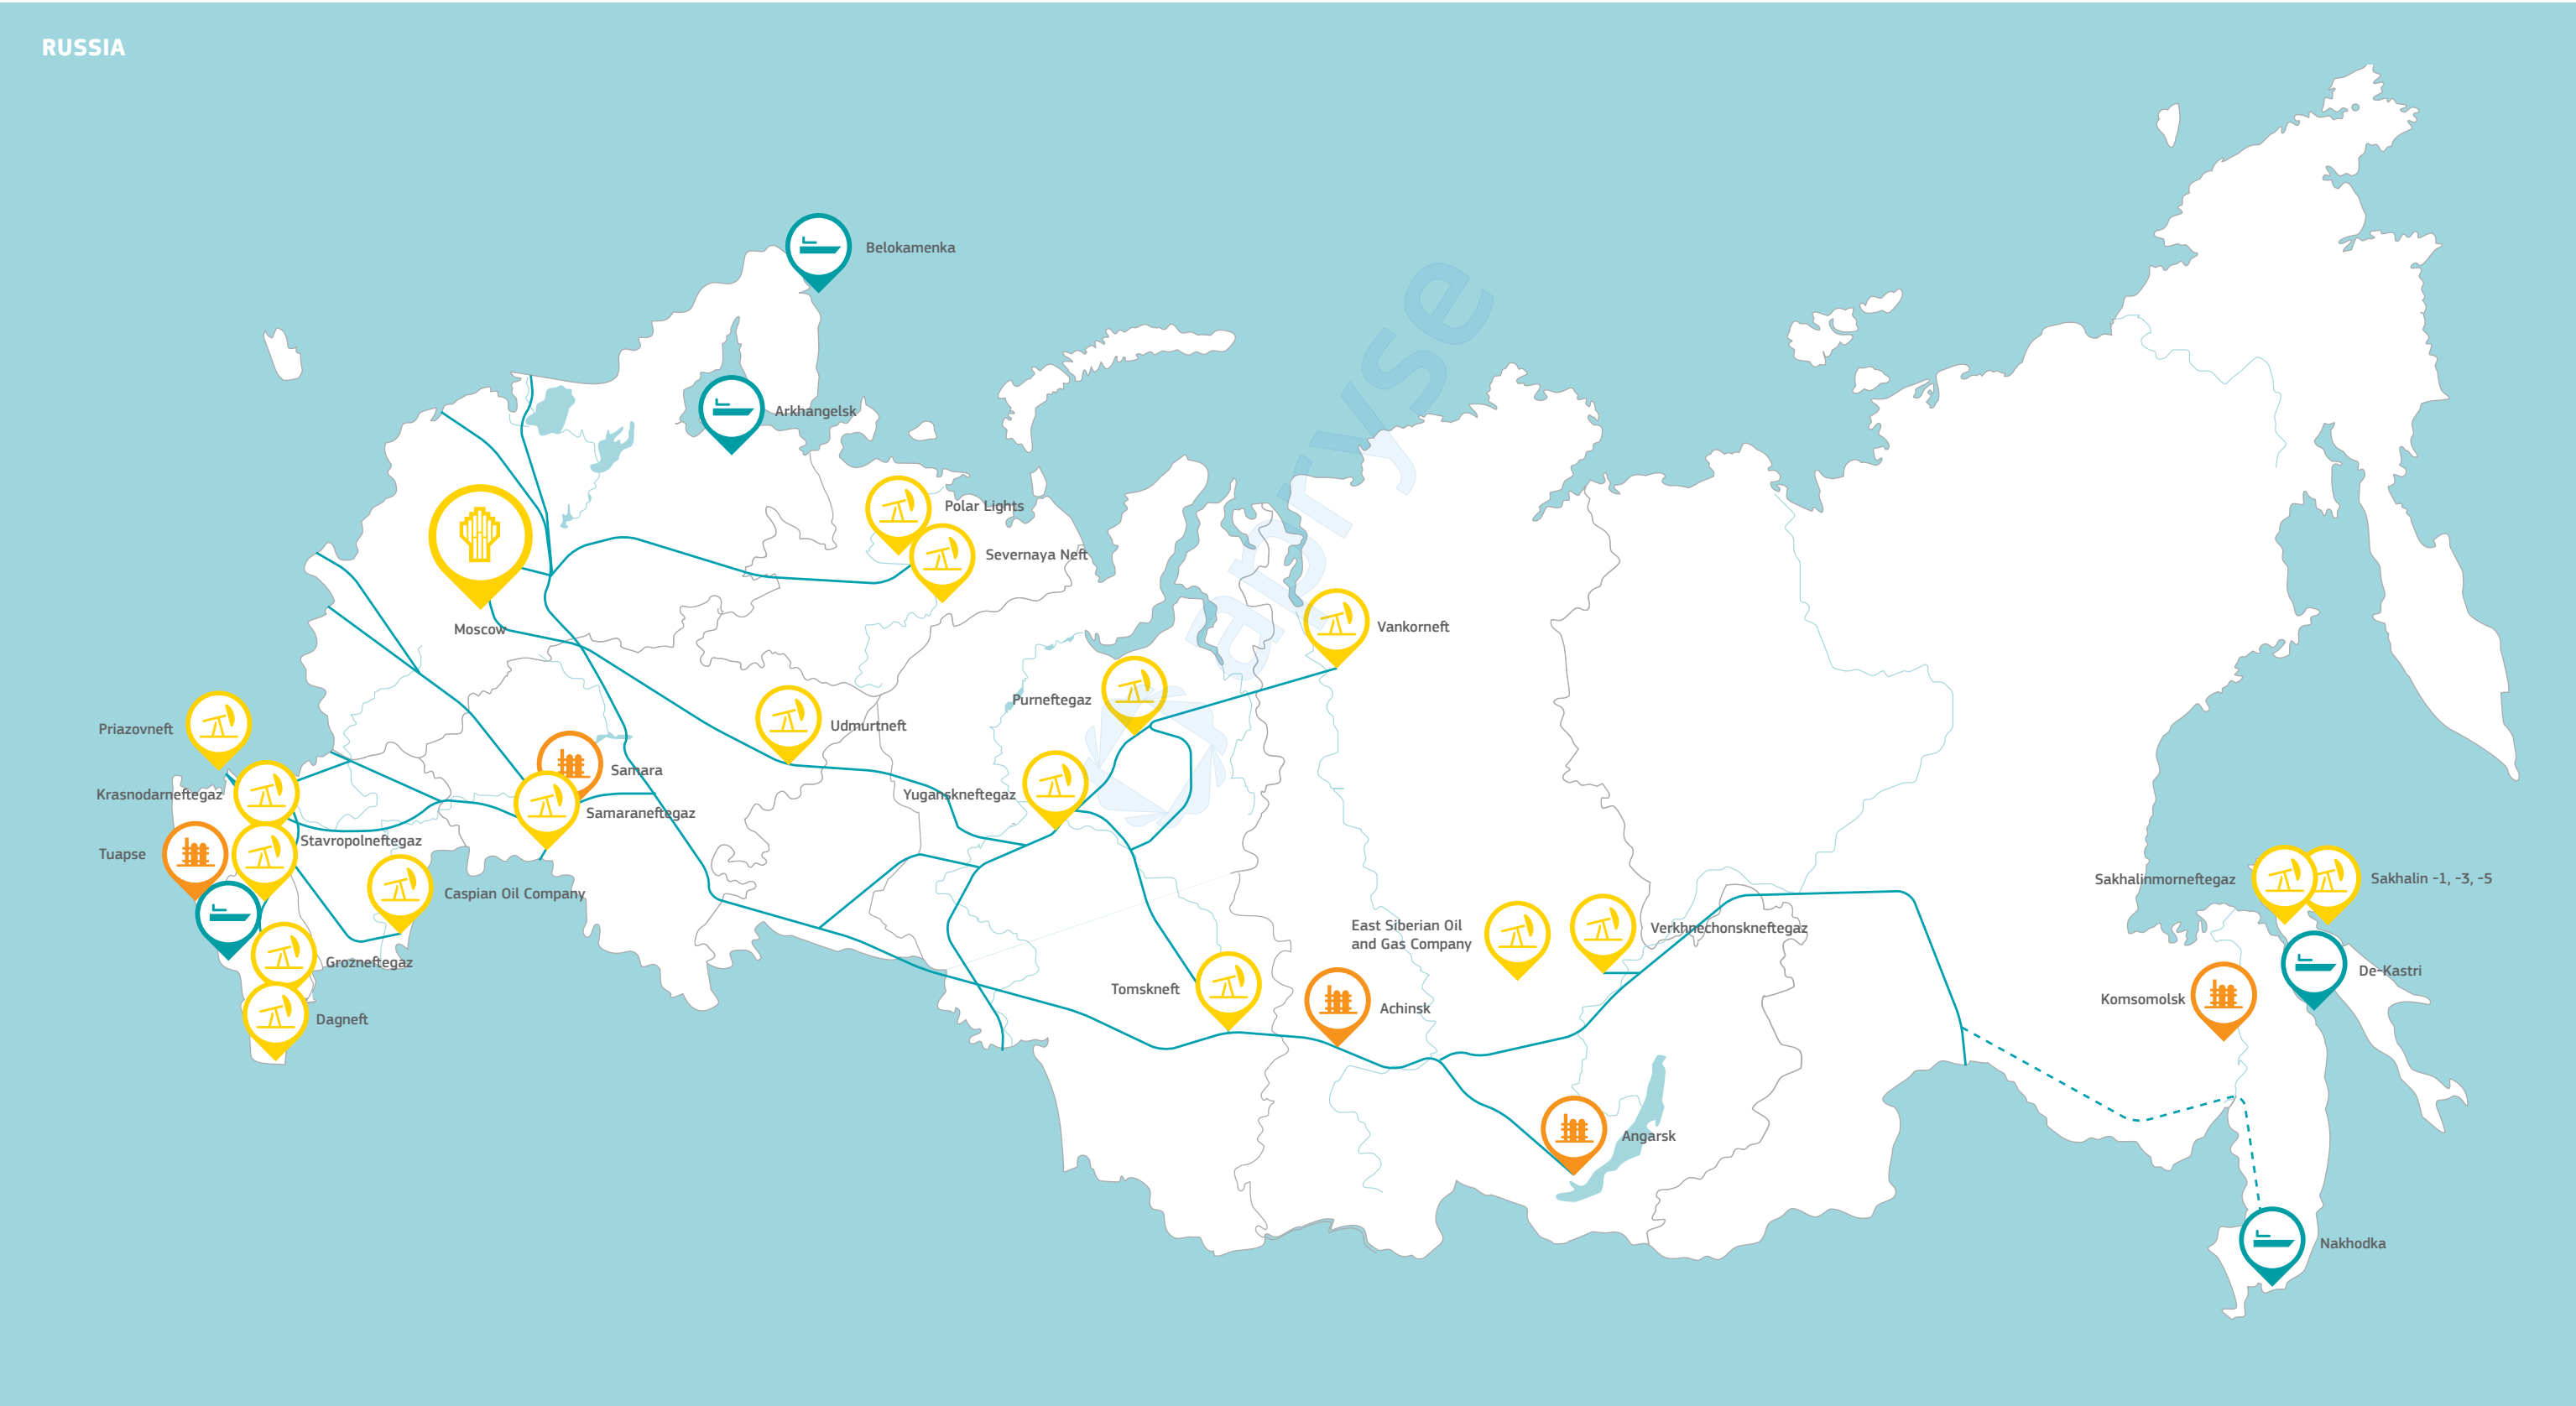 RUSSIA
Belokamenka
Arkhangelsk
Polar Lights
Severnaya Neft
Moscow
Vankorneft
Purneftegaz
Udmurtneft
Priazovneft
Samara
Krasnodarneftegaz
Yuganskneftegaz
Samaraneftegaz
Stavropolneftegaz
Tuapse
Caspian Oil Company
Sakhalinmorneftegaz
Sakhalin -1, -3, -5
East Siberian Oil
and Gas Company
Verkhnechonskneftegaz
Grozneftegaz
De-Kastri
Tomskneft
Komsomolsk
Achinsk
Dagneft
Angarsk
Nakhodka